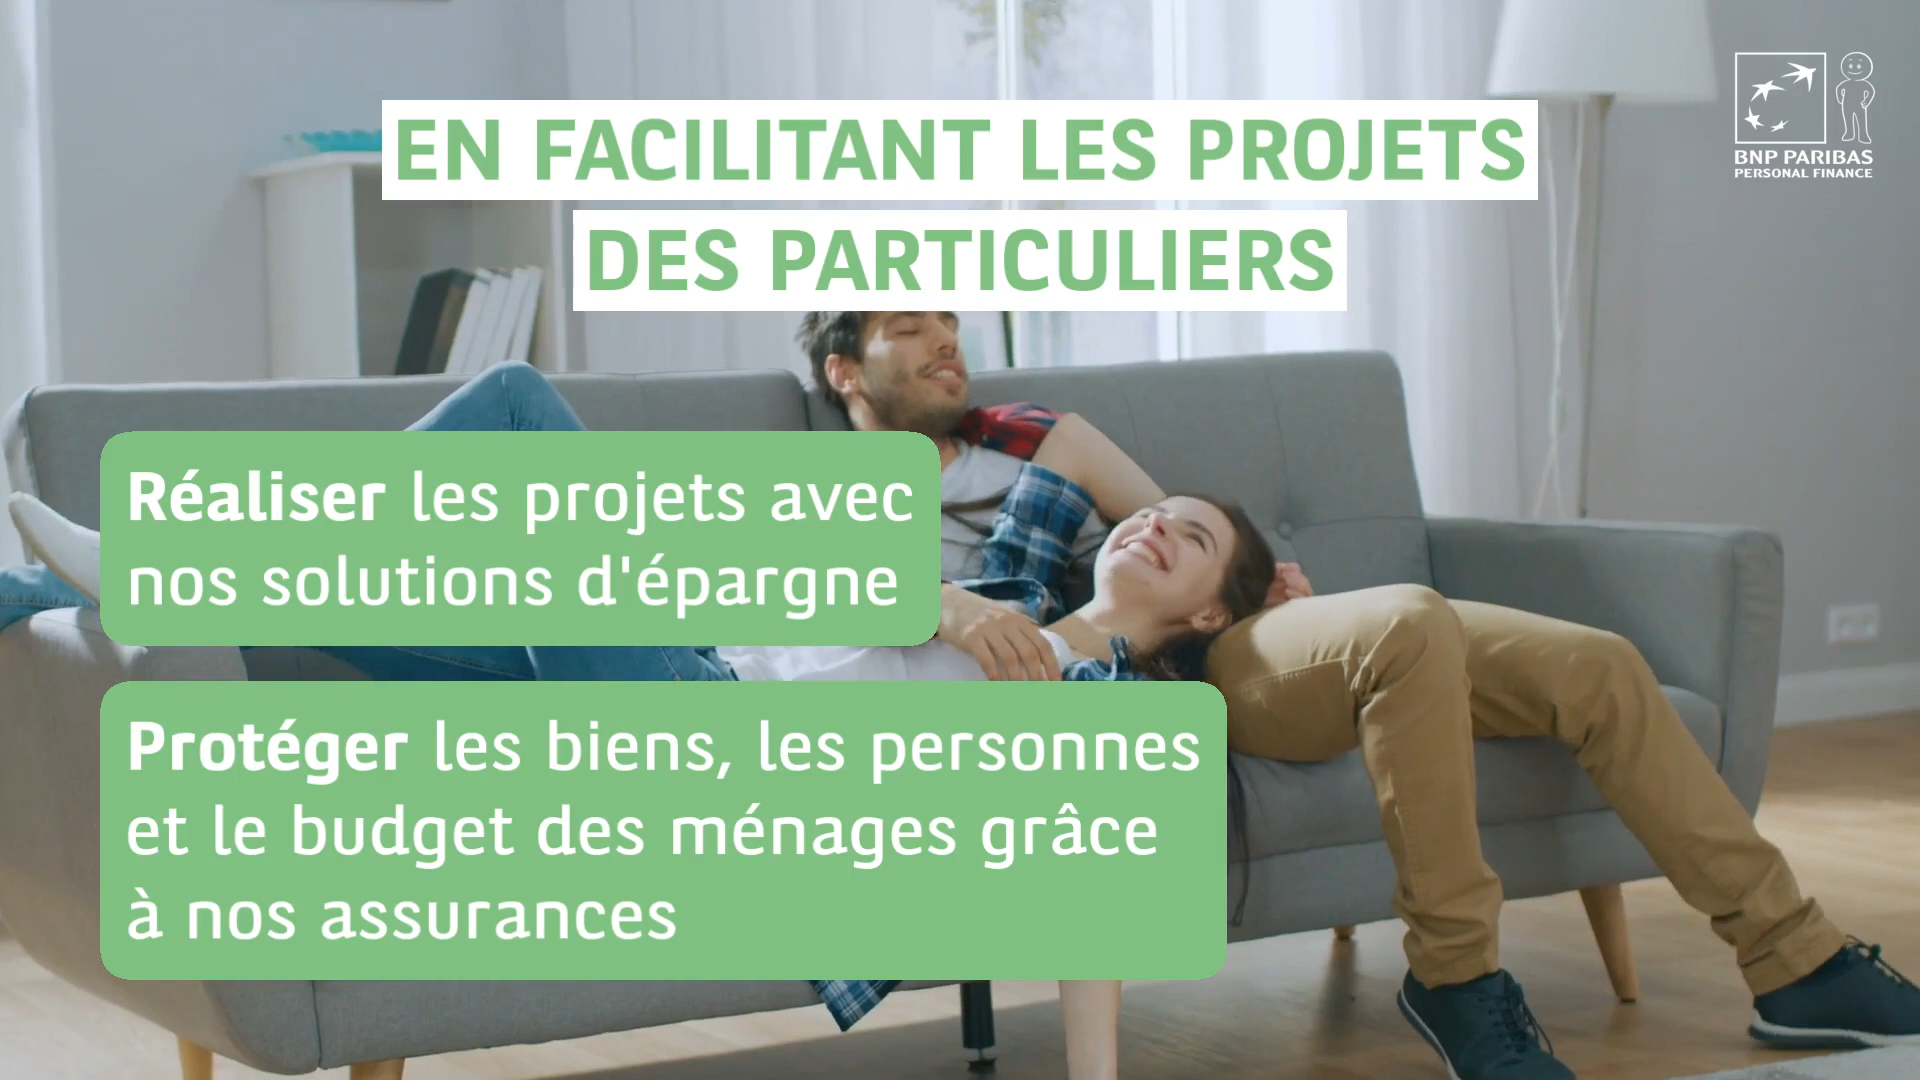 EN FACILITANT LES PROJETS
DES PARTICULIERS
BNP PARIBAS
PERSONAL FINANCE
Réaliser les projets avec
nos solutions d'épargne
Protéger les biens, les personnes
et le budget des ménages grâce
à nos assurances